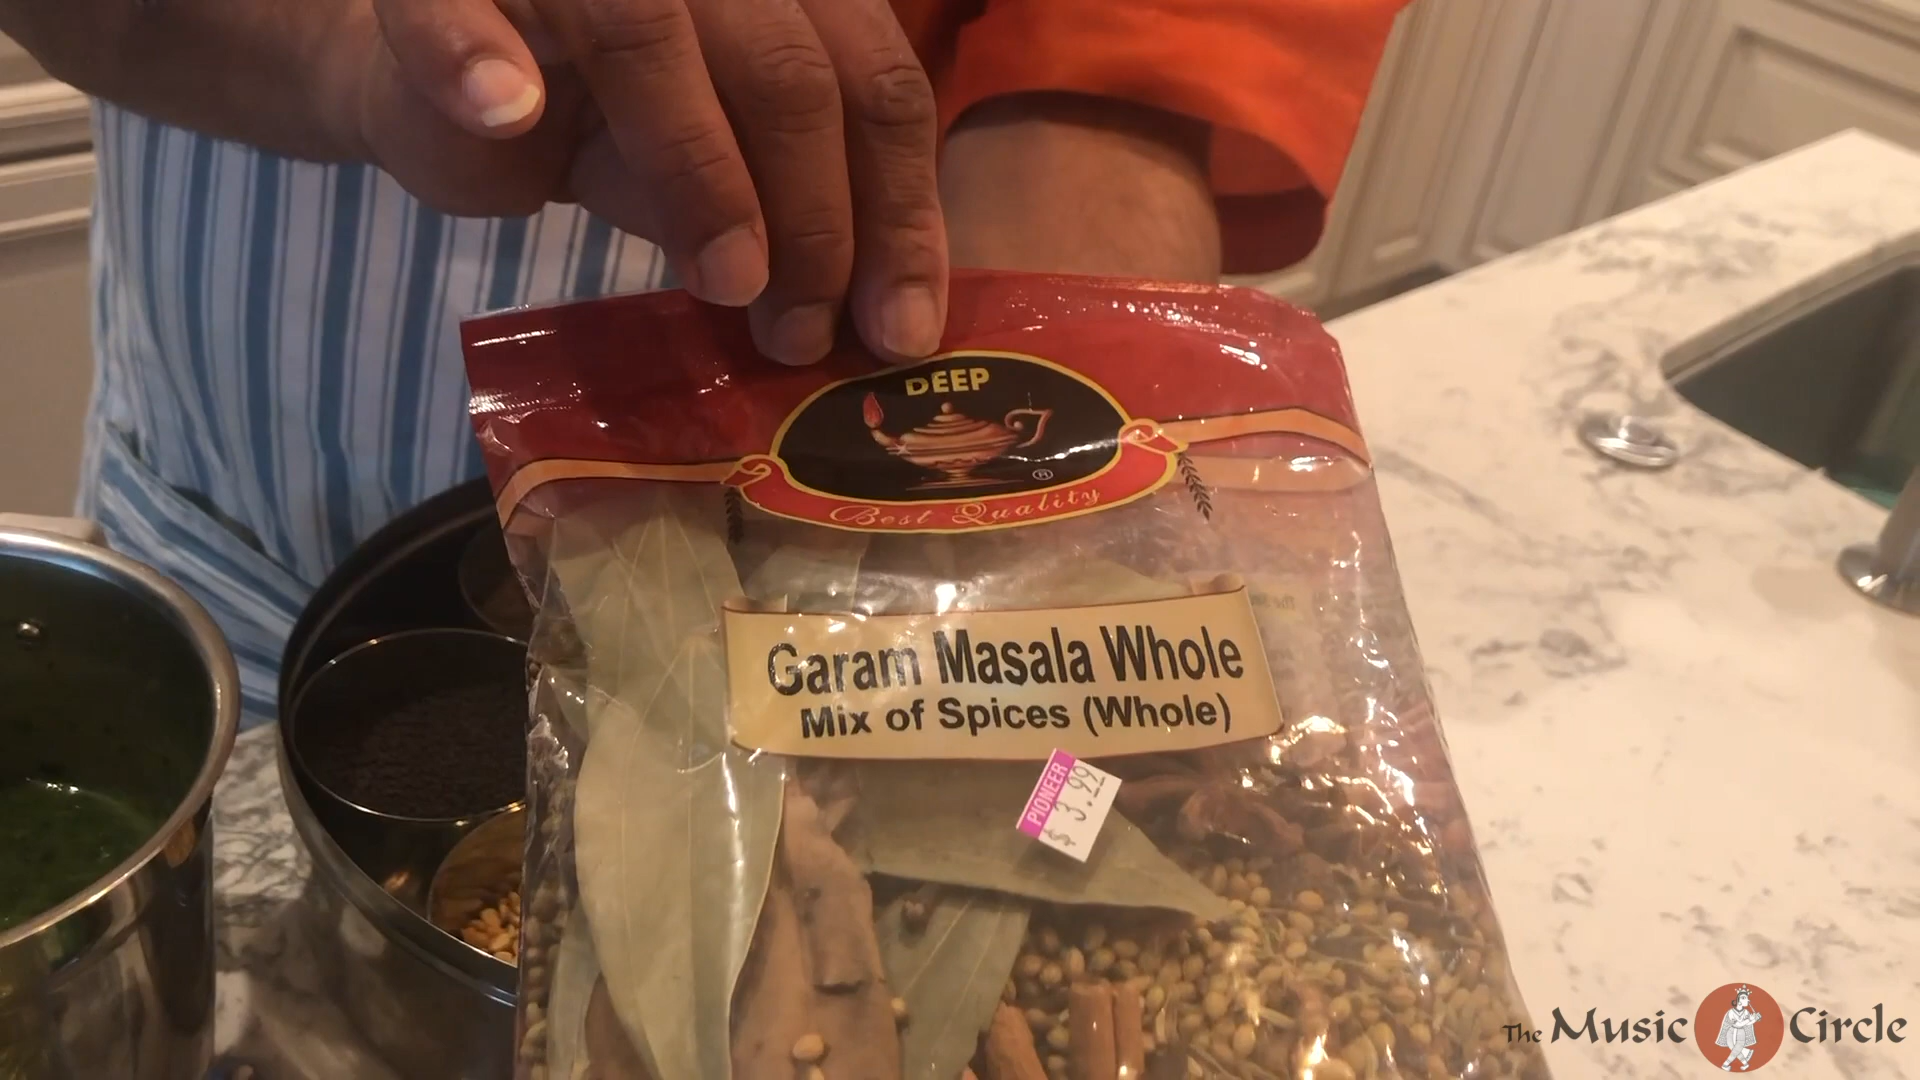 DEEP
®
Best Quality
Garam Masala Whole
Mix of Spices (Whole)
PIONEER
$ 3.99
The Music Circle